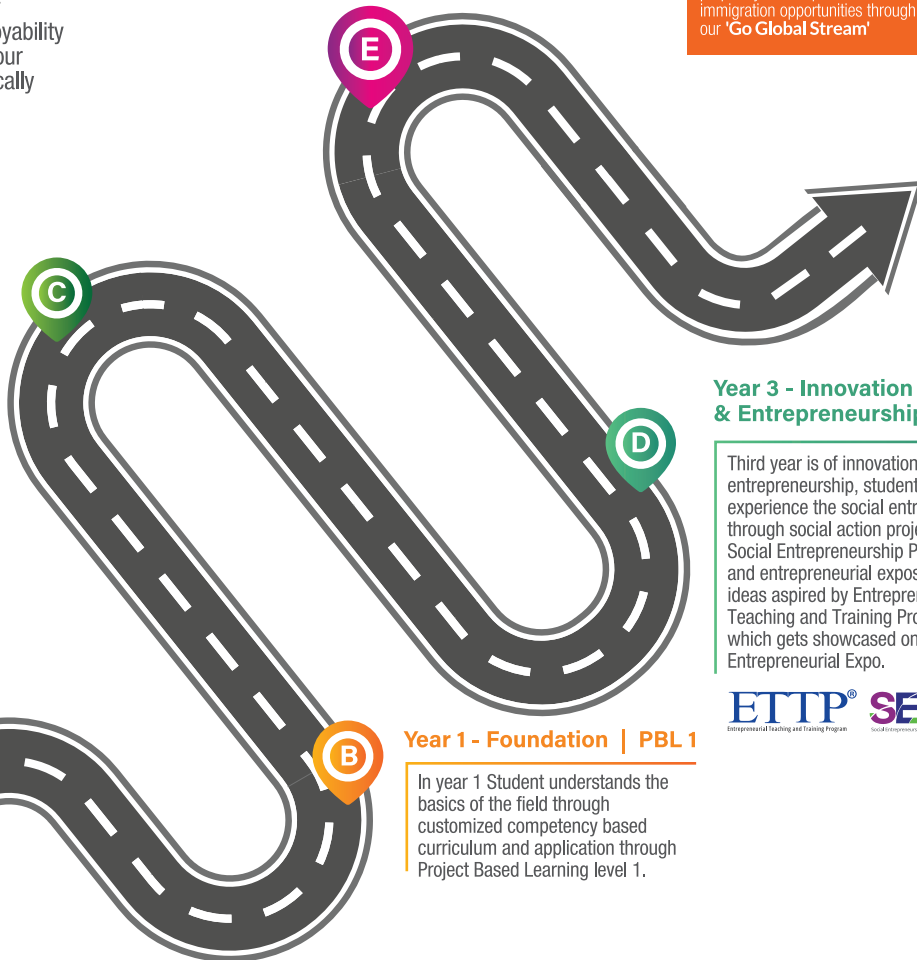 immigration opportunities through
our 'Go Global Stream'
yability
our
cally
E
C
D
Year 3 - Innovation
& Entrepreneurship
Third year is of innovation
entrepreneurship, student
experience the social entr
through social action proje
Social Entrepreneurship P
and entrepreneurial expos
ideas aspired by Entrepren
Teaching and Training Pro
which gets showcased on
Entrepreneurial Expo.
ETTP®
Entrepreneurial Teaching and Training Program
SE
Social Entrepreneurs
B
Year 1 - Foundation | PBL 1
In year 1 Student understands the
basics of the field through
customized competency based
curriculum and application through
Project Based Learning level 1.